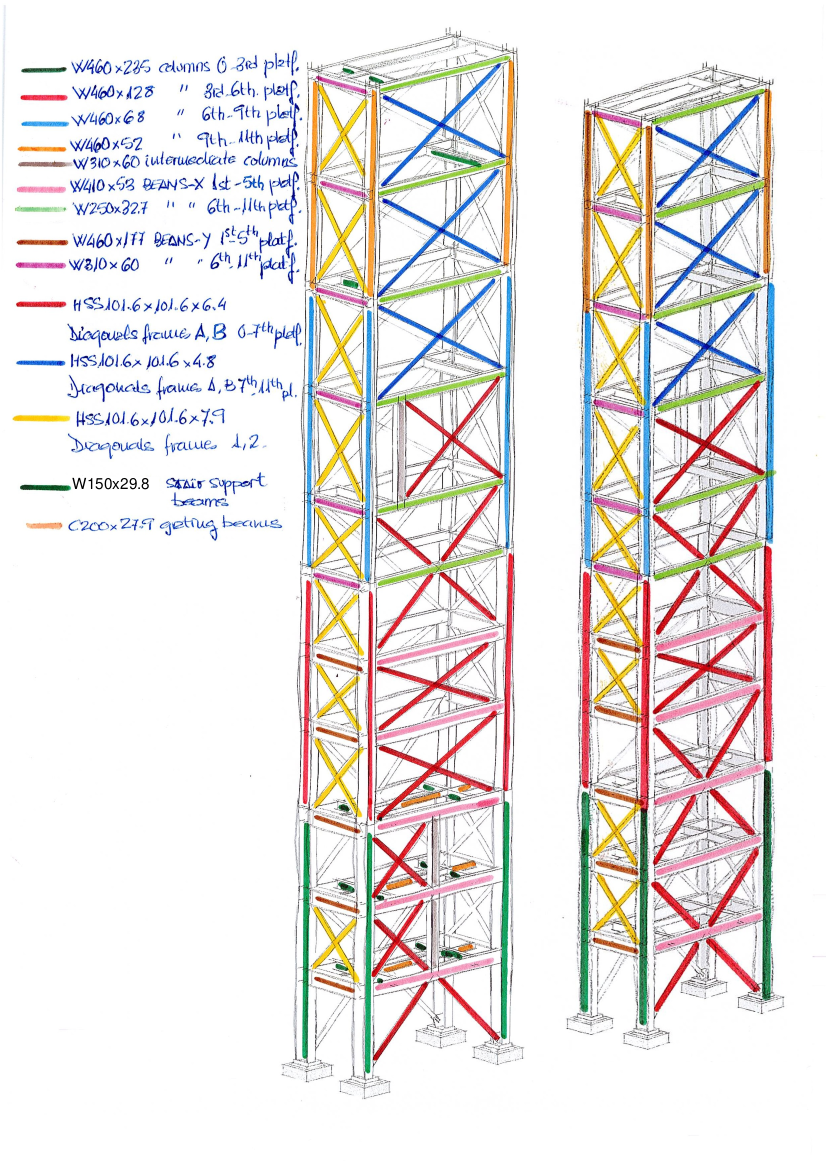 W460x235 columns 0-3rd platf.
W460x128 " 3rd-6th platf.
W460x68 " 6th-9th platf.
W460x52 " 9th-11th platf.
W310x60 intermediate columns
W410x53 BEANS-X 1st-5th platf.
W250x32.7 " " 6th-11th platf.
W460x177 BEANS-Y 1st-5th platf.
W310x60 " " 6th-11th platf.
HSS101.6x101.6x6.4
Diagonals frame A, B 0-7th platf.
HSS101.6x101.6x4.8
Diagonals frame A, B 7th-11th pl.
HSS101.6x101.6x7.9
Diagonals frame 1, 2.
W150x29.8 stair support
beams
C200x27.9 grting beams